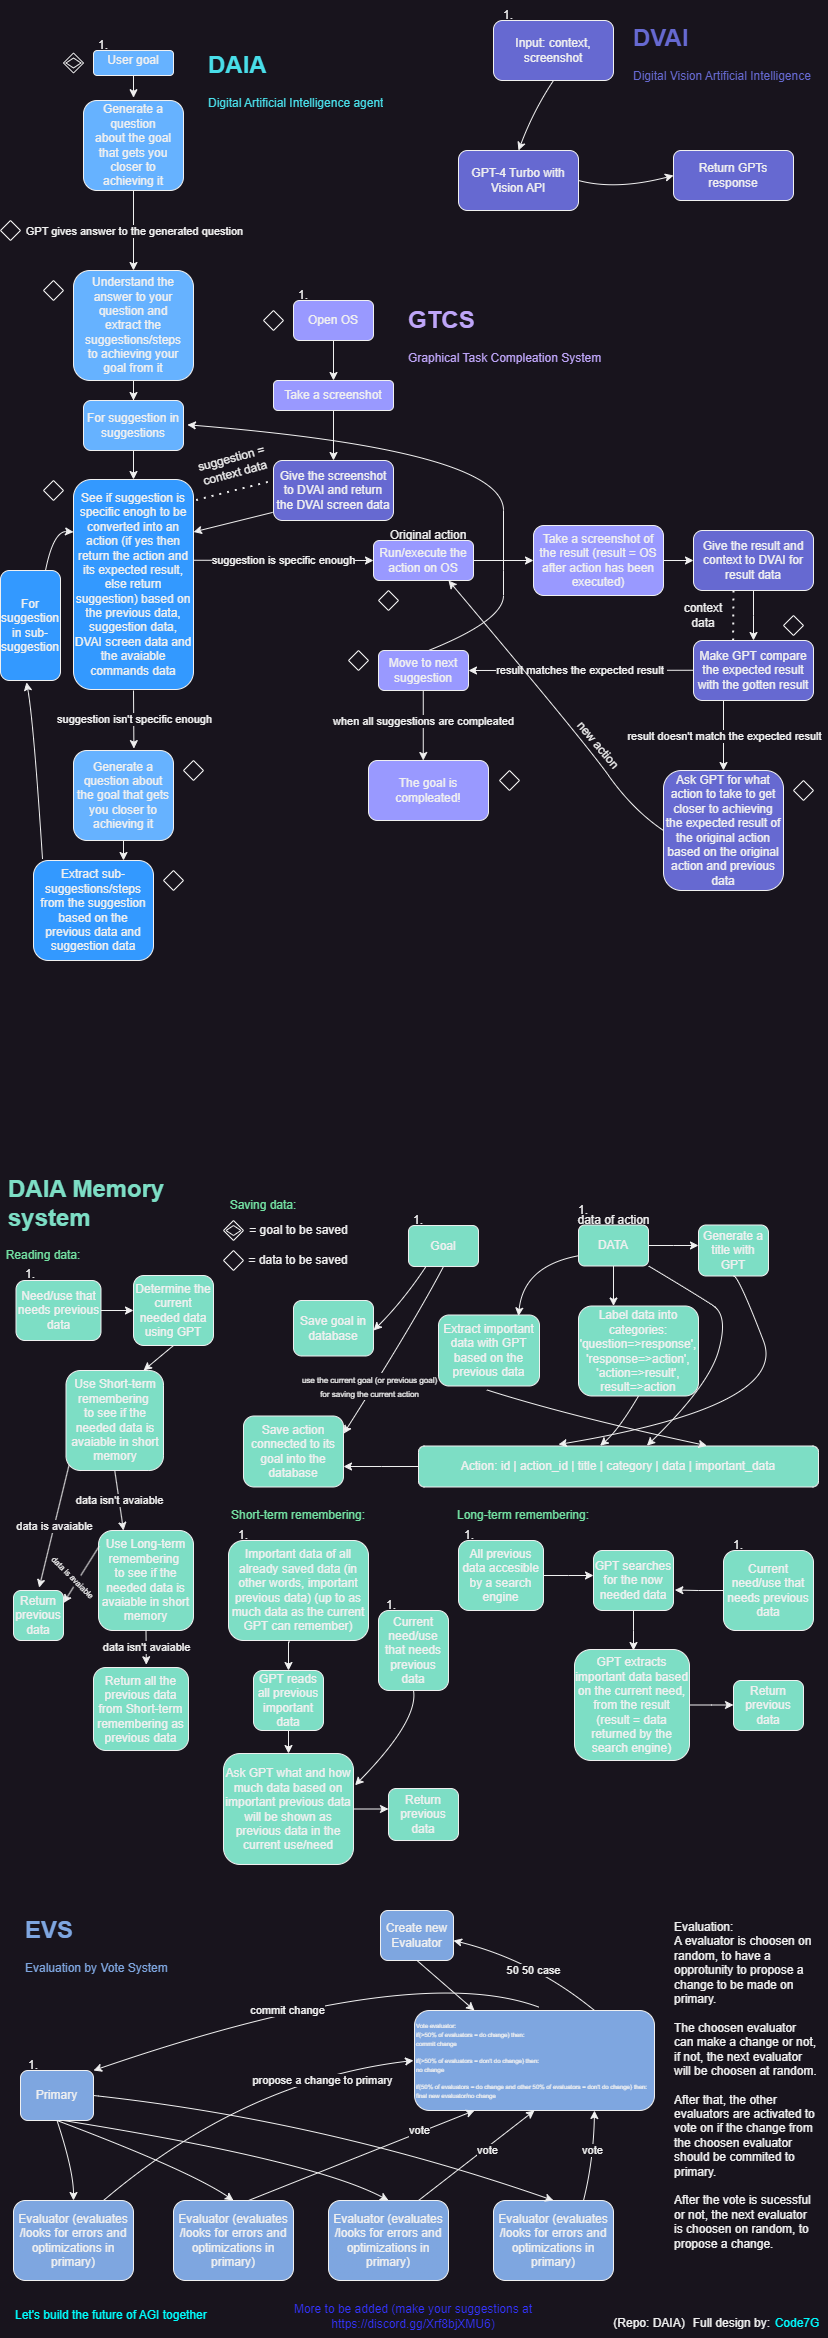 1.
User goal
DAIA
Digital Artificial Intelligence agent
Generate a
question
about the goal
that gets you
closer to
achieving it
GPT gives answer to the generated question
Understand the
answer to your
question and
extract the
suggestions/steps
to achieving your
goal from it
For suggestion in
suggestions
See if suggestion is
specific enogh to be
converted into an
action (if yes then
return the action and
its expected result,
else return
suggestion) based on
the previous data,
suggestion data,
DVAI screen data and
the avaiable
commands data
For
suggestion
in sub-
suggestion
suggestion isn't specific enough
Generate a
question about
the goal that gets
you closer to
achieving it
Extract sub-
suggestions/steps
from the suggestion
based on the
previous data and
suggestion data
1.
Input: context,
screenshot
DVAI
Digital Vision Artificial Intelligence
GPT-4 Turbo with
Vision API
Return GPTs
response
1.
Open OS
GTCS
Graphical Task Compleation System
Take a screenshot
suggestion =
context data
Give the screenshot
to DVAI and return
the DVAI screen data
suggestion is specific enough
Original action
Run/execute the
action on OS
Take a screenshot of
the result (result = OS
after action has been
executed)
Give the result and
context to DVAI for
result data
context
data
Make GPT compare
the expected result
with the gotten result
result matches the expected result
Move to next
suggestion
when all suggestions are compleated
The goal is
compleated!
result doesn't match the expected result
new action
Ask GPT for what
action to take to get
closer to achieving
the expected result of
the original action
based on the original
action and previous
data
DAIA Memory
system
Reading data:
1.
Need/use that
needs previous
data
Determine the
current
needed data
using GPT
Use Short-term
remembering
to see if the
needed data is
avaiable in short
memory
data isn't avaiable
data is avaiable
Use Long-term
remembering
to see if the
needed data is
avaiable in short
memory
data is avaiable
Return
previous
data
data isn't avaiable
Return all the
previous data
from Short-term
remembering as
previous data
Saving data:
= goal to be saved
= data to be saved
1.
Goal
Save goal in
database
use the current goal (or previous goal)
for saving the current action
Save action
connected to its
goal into the
database
1.
data of action
DATA
Generate a
title with
GPT
Extract important
data with GPT
based on the
previous data
Label data into
categories:
'question=>response',
'response=>action',
'action=>result',
result=>action
Action: id | action_id | title | category | data | important_data
Short-term remembering:
1.
Important data of all
already saved data (in
other words, important
previous data) (up to as
much data as the current
GPT can remember)
1.
Current
need/use
that needs
previous
data
GPT reads
all previous
important
data
Ask GPT what and how
much data based on
important previous data
will be shown as
previous data in the
current use/need
Return
previous
data
Long-term remembering:
1.
All previous
data accesible
by a search
engine
GPT searches
for the now
needed data
1.
Current
need/use that
needs previous
data
GPT extracts
important data based
on the current need,
from the result
(result = data
returned by the
search engine)
Return
previous
data
EVS
Evaluation by Vote System
Create new
Evaluator
50 50 case
commit change
Vote evaluator:
if(>50% of evaluators = do change) then:
commit change
if(>50% of evaluators = don't do change) then:
no change
if(50% of evaluators = do change and other 50% of evaluators = don't do change) then:
final new evaluator/no change
1.
Primary
propose a change to primary
vote
vote
vote
Evaluator (evaluates
/looks for errors and
optimizations in
primary)
Evaluator (evaluates
/looks for errors and
optimizations in
primary)
Evaluator (evaluates
/looks for errors and
optimizations in
primary)
Evaluator (evaluates
/looks for errors and
optimizations in
primary)
Evaluation:
A evaluator is choosen on
random, to have a
opprotunity to propose a
change to be made on
primary.
The choosen evaluator
can make a change or not,
if not, the next evaluator
will be choosen at random.
After that, the other
evaluators are activated to
vote on if the change from
the choosen evaluator
should be commited to
primary.
After the vote is sucessful
or not, the next evaluator
is choosen on random, to
propose a change.
Let's build the future of AGI together
More to be added (make your suggestions at
https://discord.gg/Xrf8bjXMU6)
(Repo: DAIA) Full design by: Code7G